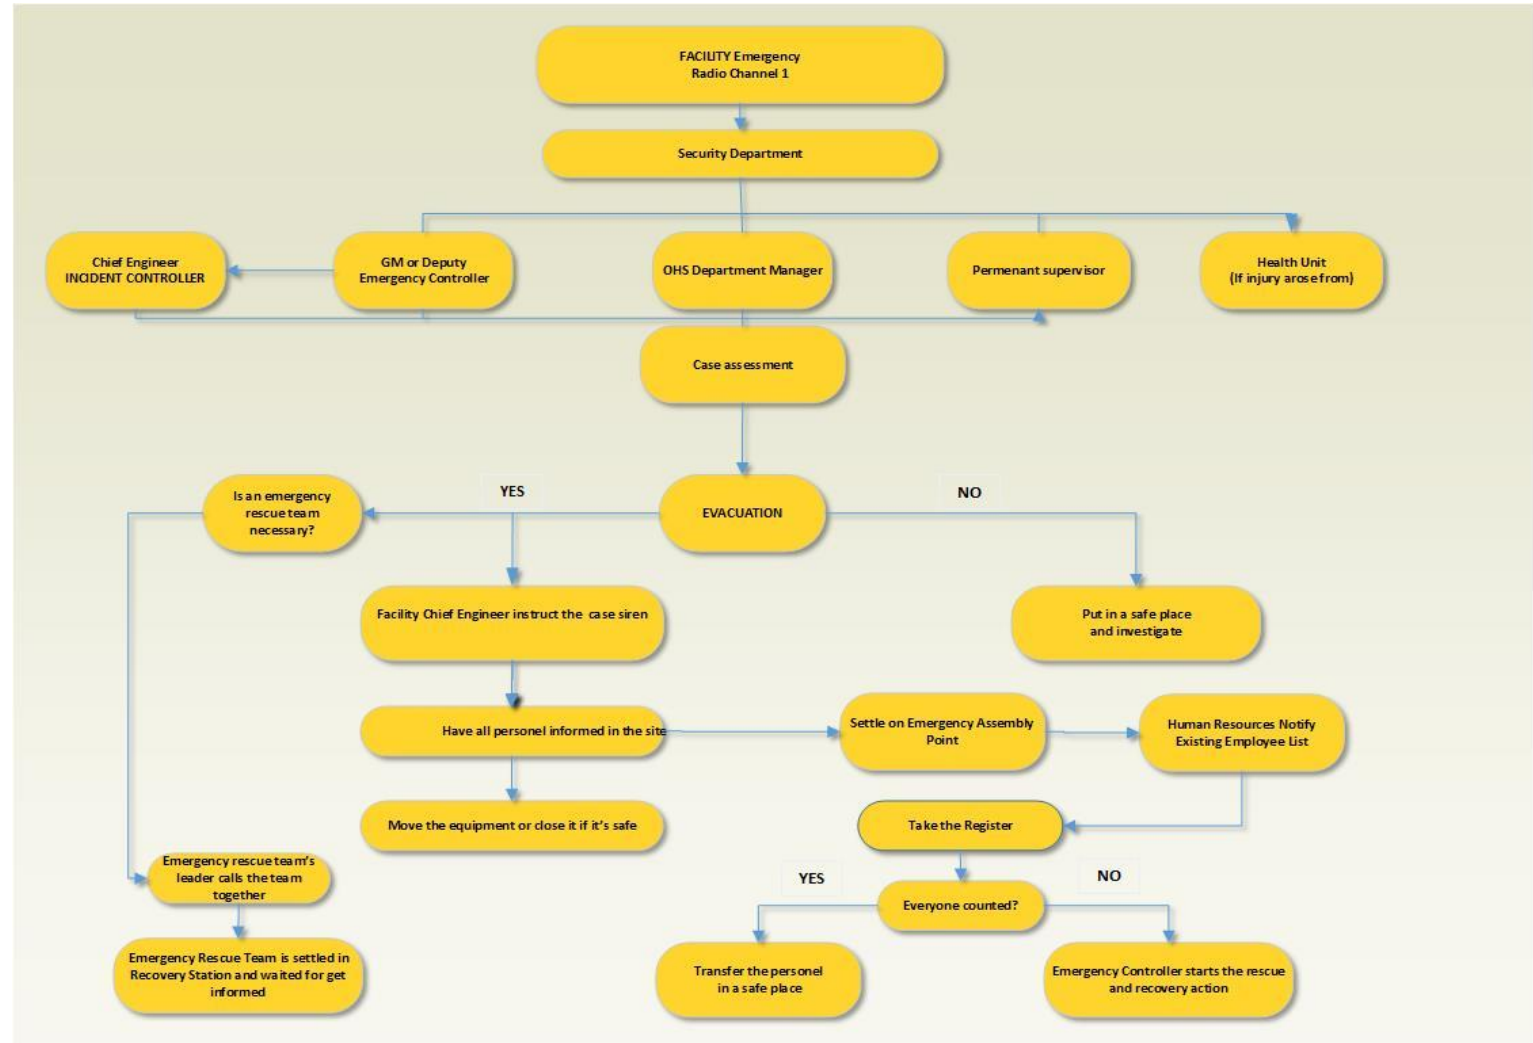 FACILITY Emergency
Radio Channel 1
Security Department
Chief Engineer
INCIDENT CONTROLLER
GM or Deputy
Emergency Controller
OHS Department Manager
Permenant supervisor
Health Unit
(If injury arose from)
Case assessment
Is an emergency
rescue team
necessary?
YES
EVACUATION
NO
Facility Chief Engineer instruct the case siren
Put in a safe place
and investigate
Have all personel informed in the site
Settle on Emergency Assembly
Point
Human Resources Notify
Existing Employee List
Move the equipment or close it if it's safe
Take the Register
Emergency rescue team's
leader calls the team
together
YES
NO
Everyone counted?
Emergency Rescue Team is settled in
Recovery Station and waited for get
informed
Transfer the personel
in a safe place
Emergency Controller starts the rescue
and recovery action